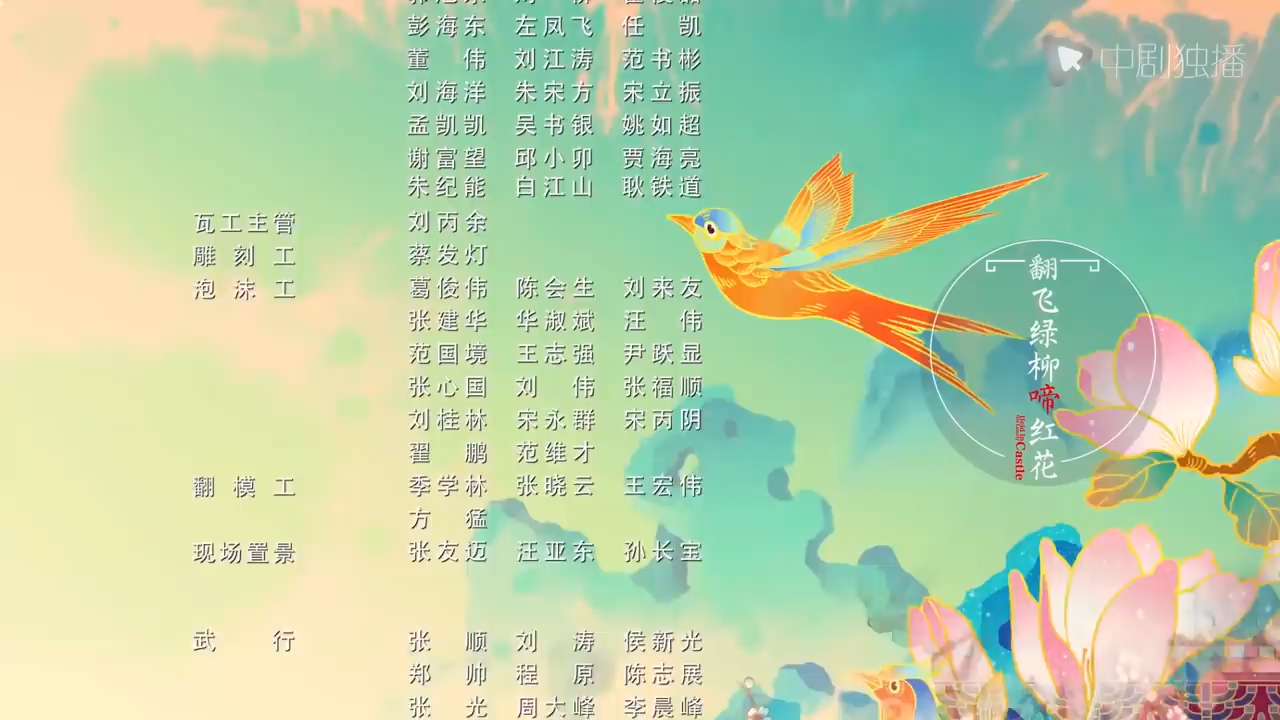 彭海东 左凤飞 任凯
董伟 刘江涛 范书彬
刘海洋 朱宋方 宋立振
孟凯凯 吴书银 姚如超
谢富望 邱小卯 贾海亮
朱纪能 白江山 耿铁道
瓦工主管 刘丙余
雕刻工 蔡发灯
泡沫工 葛俊伟 陈会生 刘来友
张建华 华淑斌 汪伟
范国境 王志强 尹跃显
张心国 刘伟 张福顺
刘桂林 宋永群 宋丙阴
翟鹏 范维才
翻模工 季学林 张晓云 王宏伟
方猛
现场置景 张友迈 汪亚东 孙长宝
武行 张顺 刘涛 侯新光
郑帅 程原 陈志展
张光 周大峰 李晨峰
中剧独播
翻飞绿柳啼红花
Castle